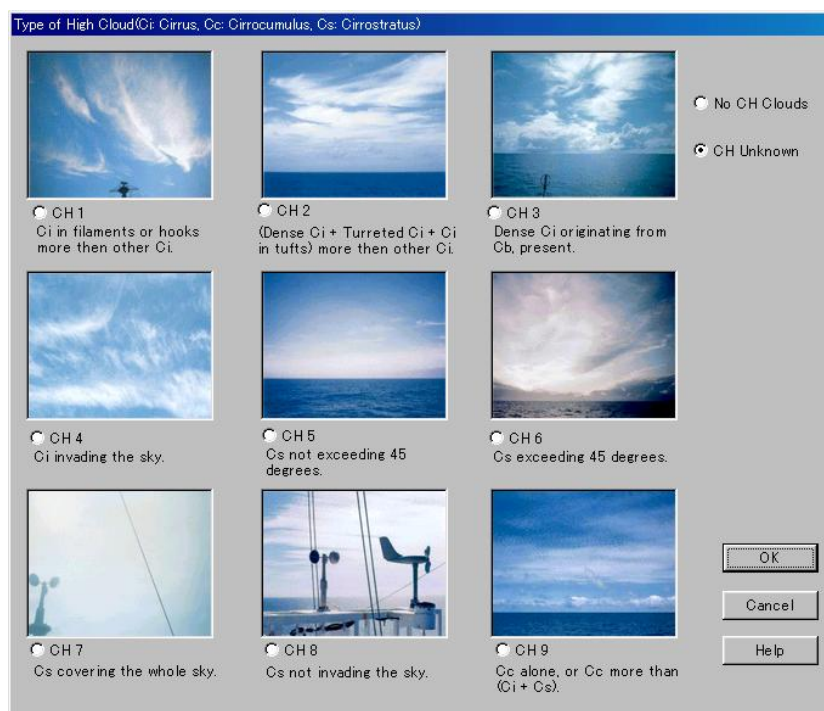 Type of High Cloud(Ci: Cirrus, Cc: Cirrocumulus, Cs: Cirrostratus)
No CH Clouds
CH Unknown
CH 1
Ci in filaments or hooks
more then other Ci.
CH 2
(Dense Ci + Turreted Ci + Ci
in tufts) more then other Ci.
CH 3
Dense Ci originating from
Cb, present.
CH 4
Ci invading the sky.
CH 5
Cs not exceeding 45
degrees.
CH 6
Cs exceeding 45 degrees.
CH 7
Cs covering the whole sky.
CH 8
Cs not invading the sky.
CH 9
Cc alone, or Cc more than
(Ci + Cs).
OK
Cancel
Help